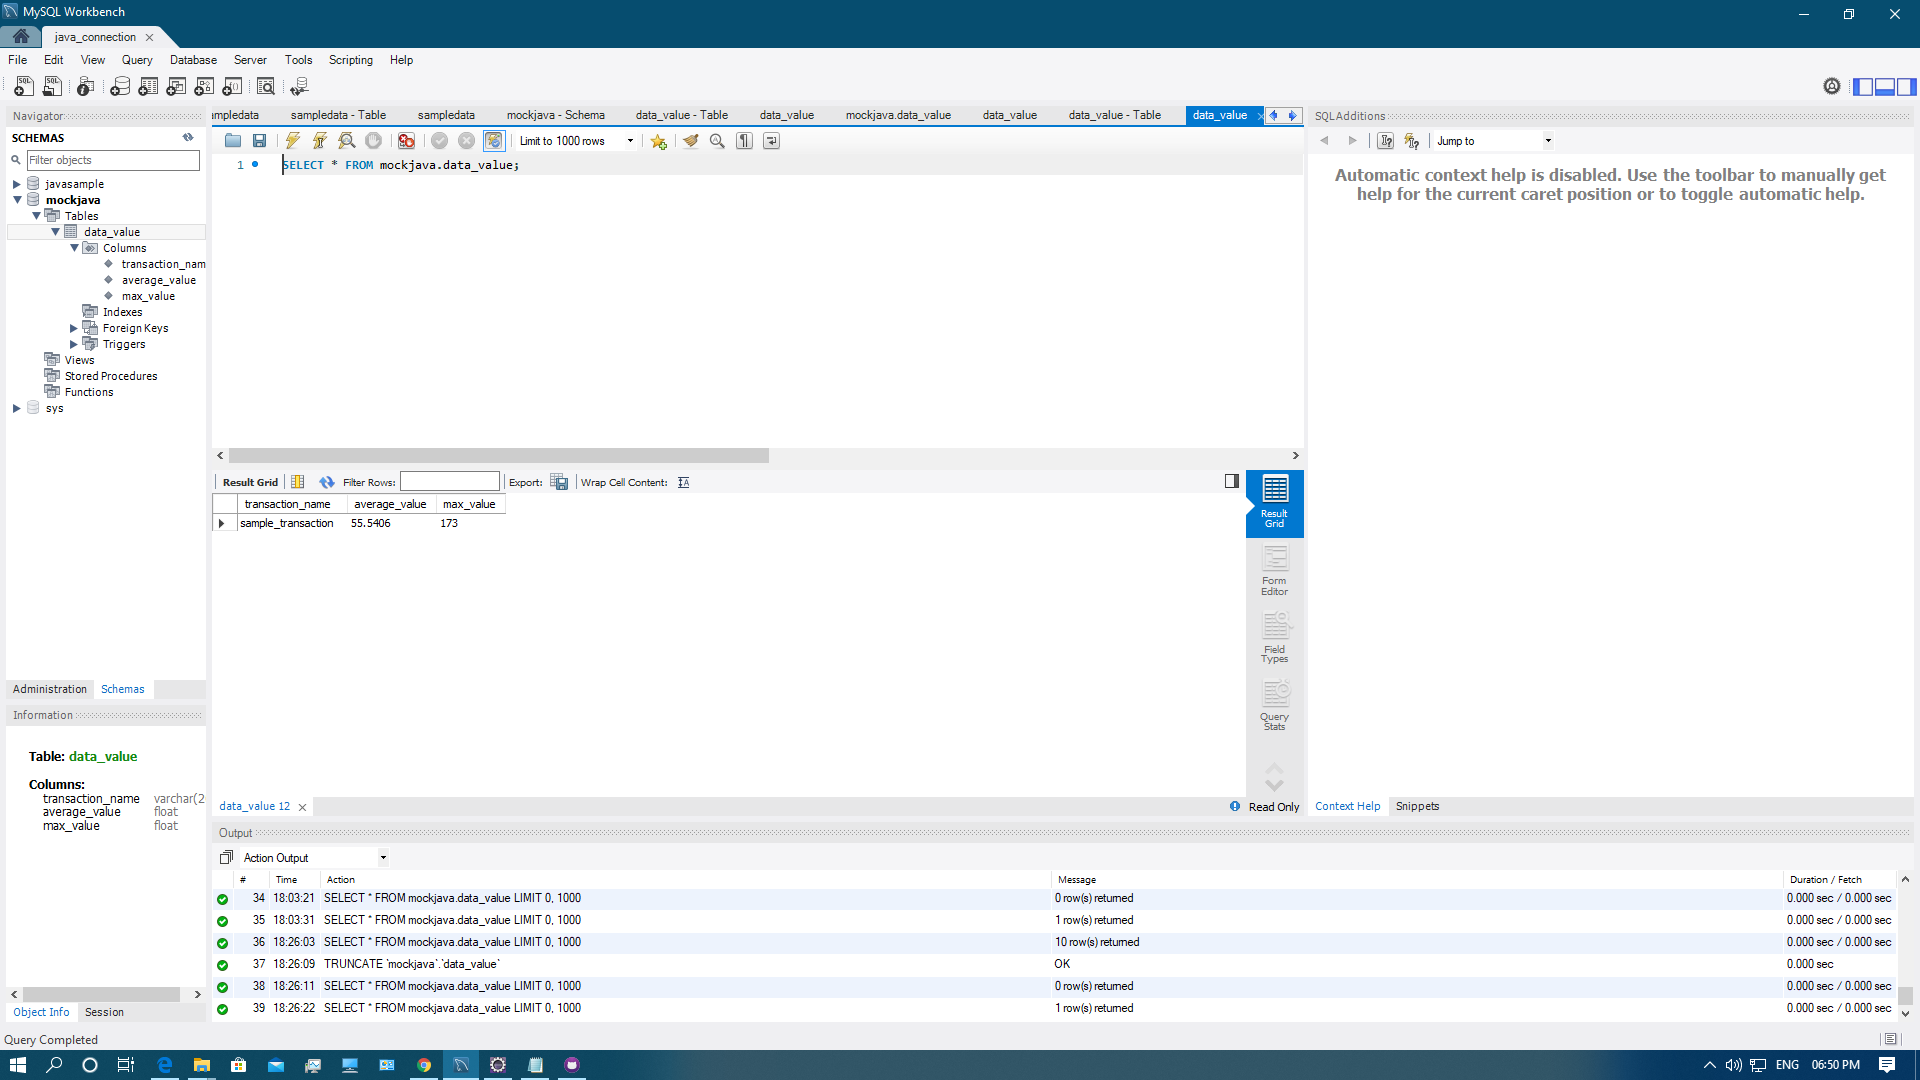 MySQL Workbench
java_connection
File Edit View Query Database Server Tools Scripting Help
Navigator
SCHEMAS
Filter objects
javasample
mockjava
Tables
data_value
Columns
transaction_nam
average_value
max_value
Indexes
Foreign Keys
Triggers
Views
Stored Procedures
Functions
sys
Administration Schemas
Information
Table: data_value
Columns:
transaction_name varchar(2
average_value float
max_value float
Object Info Session
ampledata sampledata - Table sampledata mockjava - Schema data_value - Table data_value mockjava.data_value data_value data_value - Table data_value
Limit to 1000 rows
1 SELECT * FROM mockjava.data_value;
Result Grid Filter Rows: Export: Wrap Cell Content:
transaction_name average_value max_value
sample_transaction 55.5406 173
Result Grid
Form Editor
Field Types
Query Stats
data_value 12 Read Only
SQLAdditions
Jump to
Automatic context help is disabled. Use the toolbar to manually get
help for the current caret position or to toggle automatic help.
Context Help Snippets
Output
Action Output
# Time Action Message Duration / Fetch
34 18:03:21 SELECT * FROM mockjava.data_value LIMIT 0, 1000 0 row(s) returned 0.000 sec / 0.000 sec
35 18:03:31 SELECT * FROM mockjava.data_value LIMIT 0, 1000 1 row(s) returned 0.000 sec / 0.000 sec
36 18:26:03 SELECT * FROM mockjava.data_value LIMIT 0, 1000 10 row(s) returned 0.000 sec / 0.000 sec
37 18:26:09 TRUNCATE `mockjava`.`data_value` OK 0.000 sec
38 18:26:11 SELECT * FROM mockjava.data_value LIMIT 0, 1000 0 row(s) returned 0.000 sec / 0.000 sec
39 18:26:22 SELECT * FROM mockjava.data_value LIMIT 0, 1000 1 row(s) returned 0.000 sec / 0.000 sec
Query Completed
ENG 06:50 PM